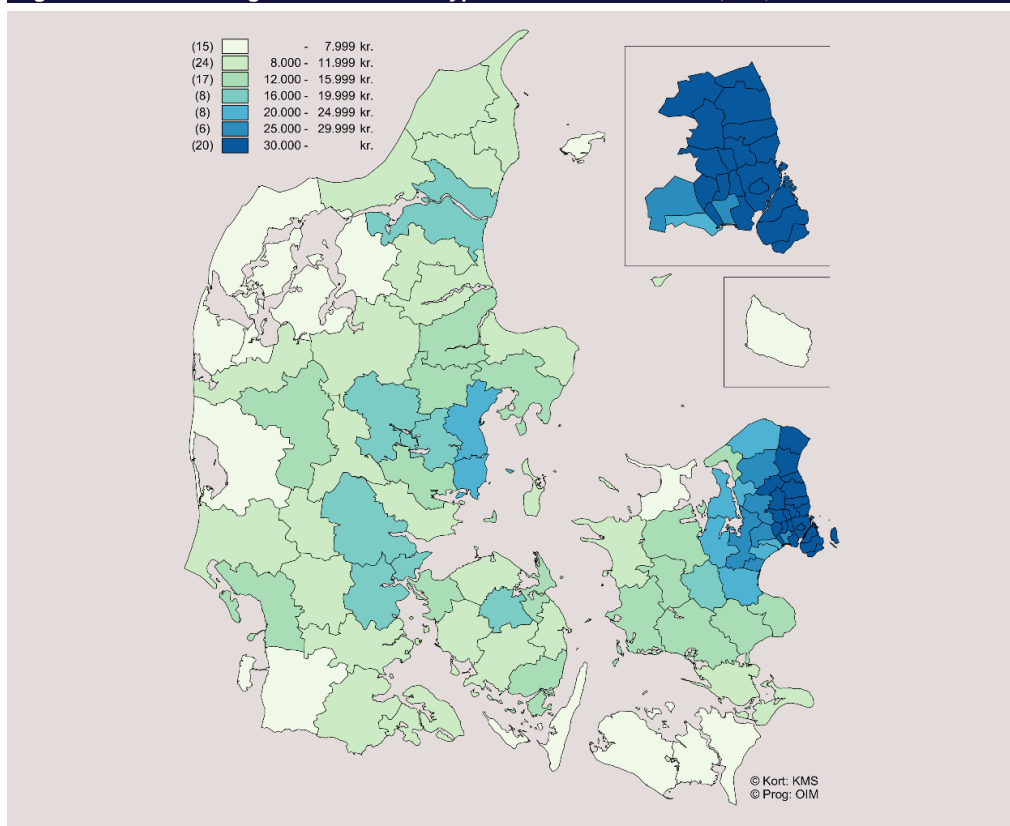 (15) - 7.999 kr.
(24) 8.000 - 11.999 kr.
(17) 12.000 - 15.999 kr.
(8) 16.000 - 19.999 kr.
(8) 20.000 - 24.999 kr.
(6) 25.000 - 29.999 kr.
(20) 30.000 - kr.
© Kort: KMS
© Prog: OIM